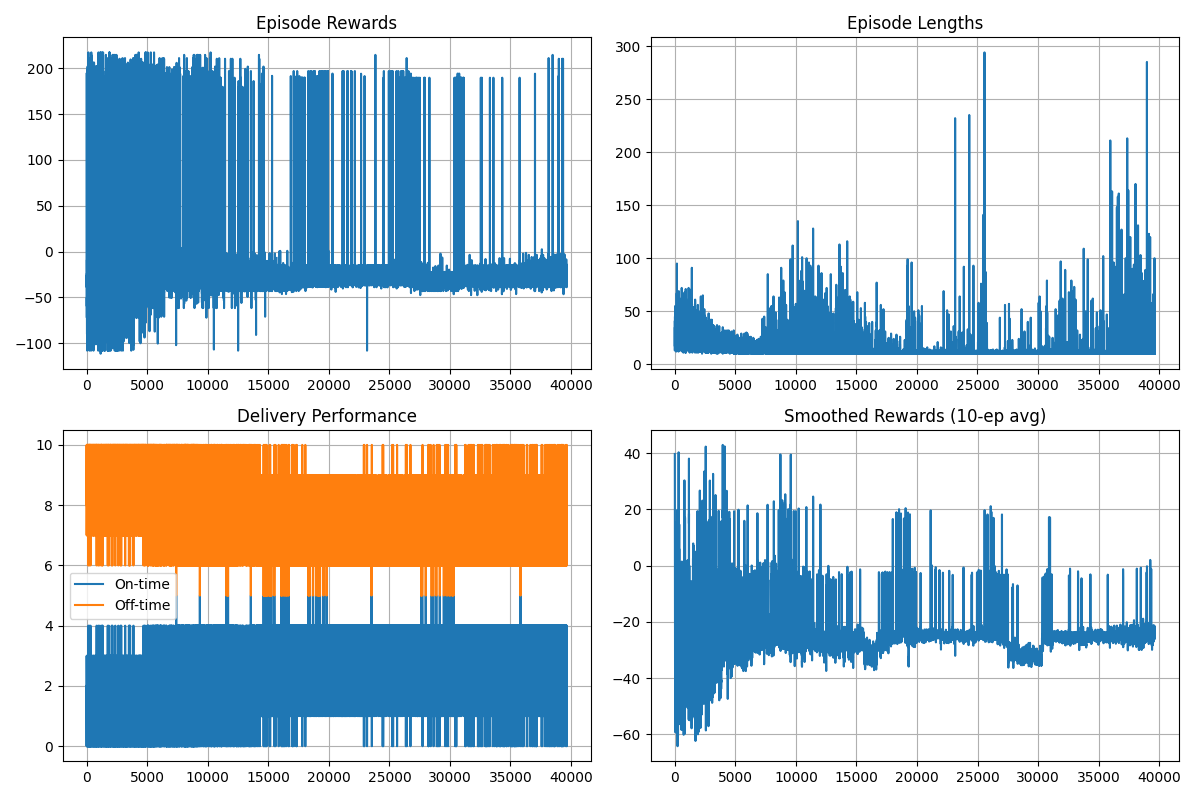 Episode Rewards
200
150
100
50
0
−50
−100
0 5000 10000 15000 20000 25000 30000 35000 40000
Episode Lengths
300
250
200
150
100
50
0
0 5000 10000 15000 20000 25000 30000 35000 40000
Delivery Performance
10
8
6
4
2
0
On-time
Off-time
0 5000 10000 15000 20000 25000 30000 35000 40000
Smoothed Rewards (10-ep avg)
40
20
0
−20
−40
−60
0 5000 10000 15000 20000 25000 30000 35000 40000